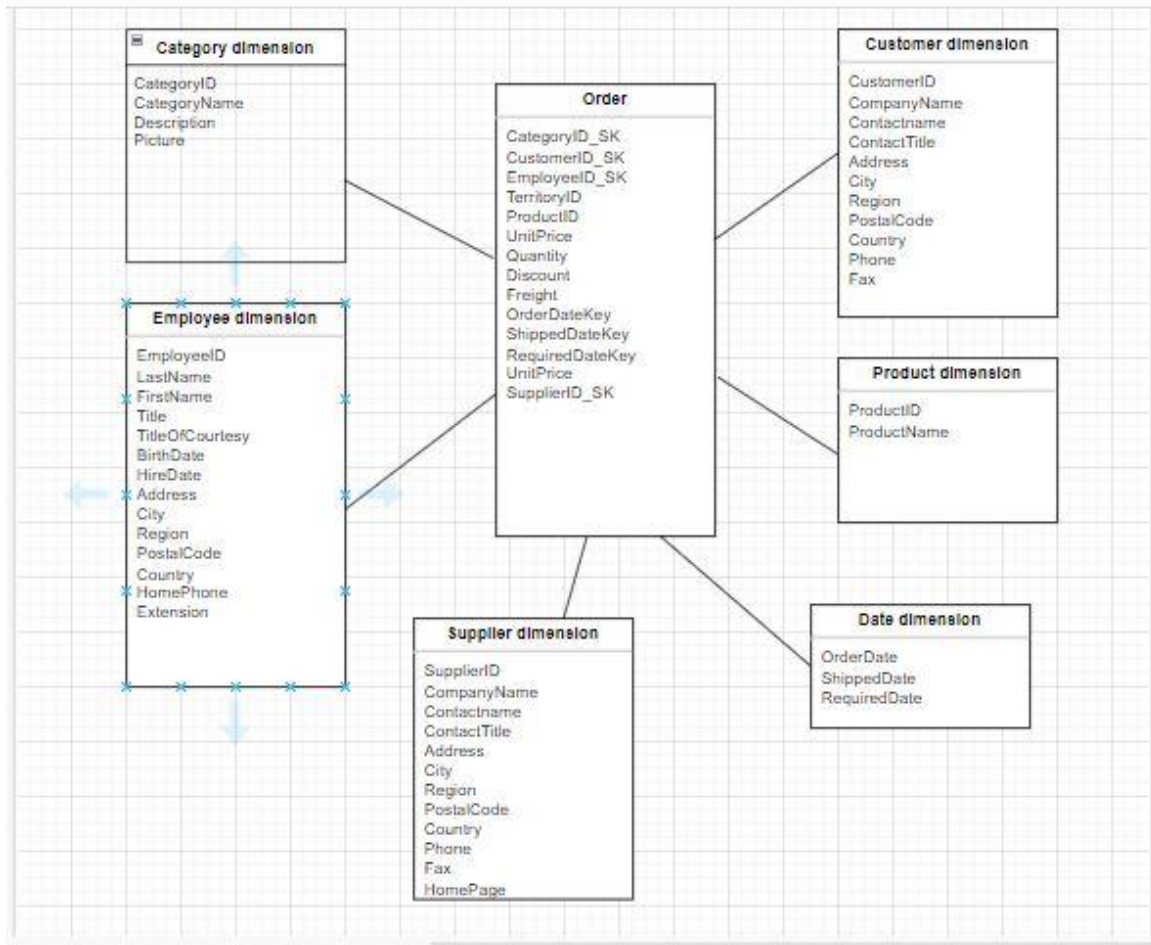 Category dimension
CategoryID
CategoryName
Description
Picture
Employee dimension
EmployeeID
LastName
FirstName
Title
TitleOfCourtesy
BirthDate
HireDate
Address
City
Region
PostalCode
Country
HomePhone
Extension
Order
CategoryID_SK
CustomerID_SK
EmployeeID_SK
TerritoryID
ProductID
UnitPrice
Quantity
Discount
Freight
OrderDateKey
ShippedDateKey
RequiredDateKey
UnitPrice
SupplierID_SK
Supplier dimension
SupplierID
CompanyName
Contactname
ContactTitle
Address
City
Region
PostalCode
Country
Phone
Fax
HomePage
Customer dimension
CustomerID
CompanyName
Contactname
ContactTitle
Address
City
Region
PostalCode
Country
Phone
Fax
Product dimension
ProductID
ProductName
Date dimension
OrderDate
ShippedDate
RequiredDate